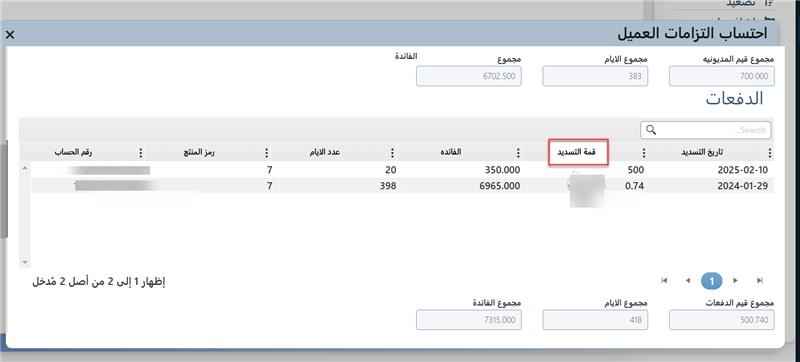 تصعيد
احتساب التزامات العميل
مجموع قيم المديونيه مجموع الايام مجموع الفائدة
700.000 383 6702.500
الدفعات
Search...
تاريخ التسديد قمة التسديد الفائده عدد الايام رمز المنتج رقم الحساب
2025-02-10 500 350.000 20 7
2024-01-29 0.74 6965.000 398 7
1
إظهار 1 إلى 2 من أصل 2 مُدخل
مجموع قيم الدفعات مجموع الايام مجموع الفائدة
500.740 418 7315.000